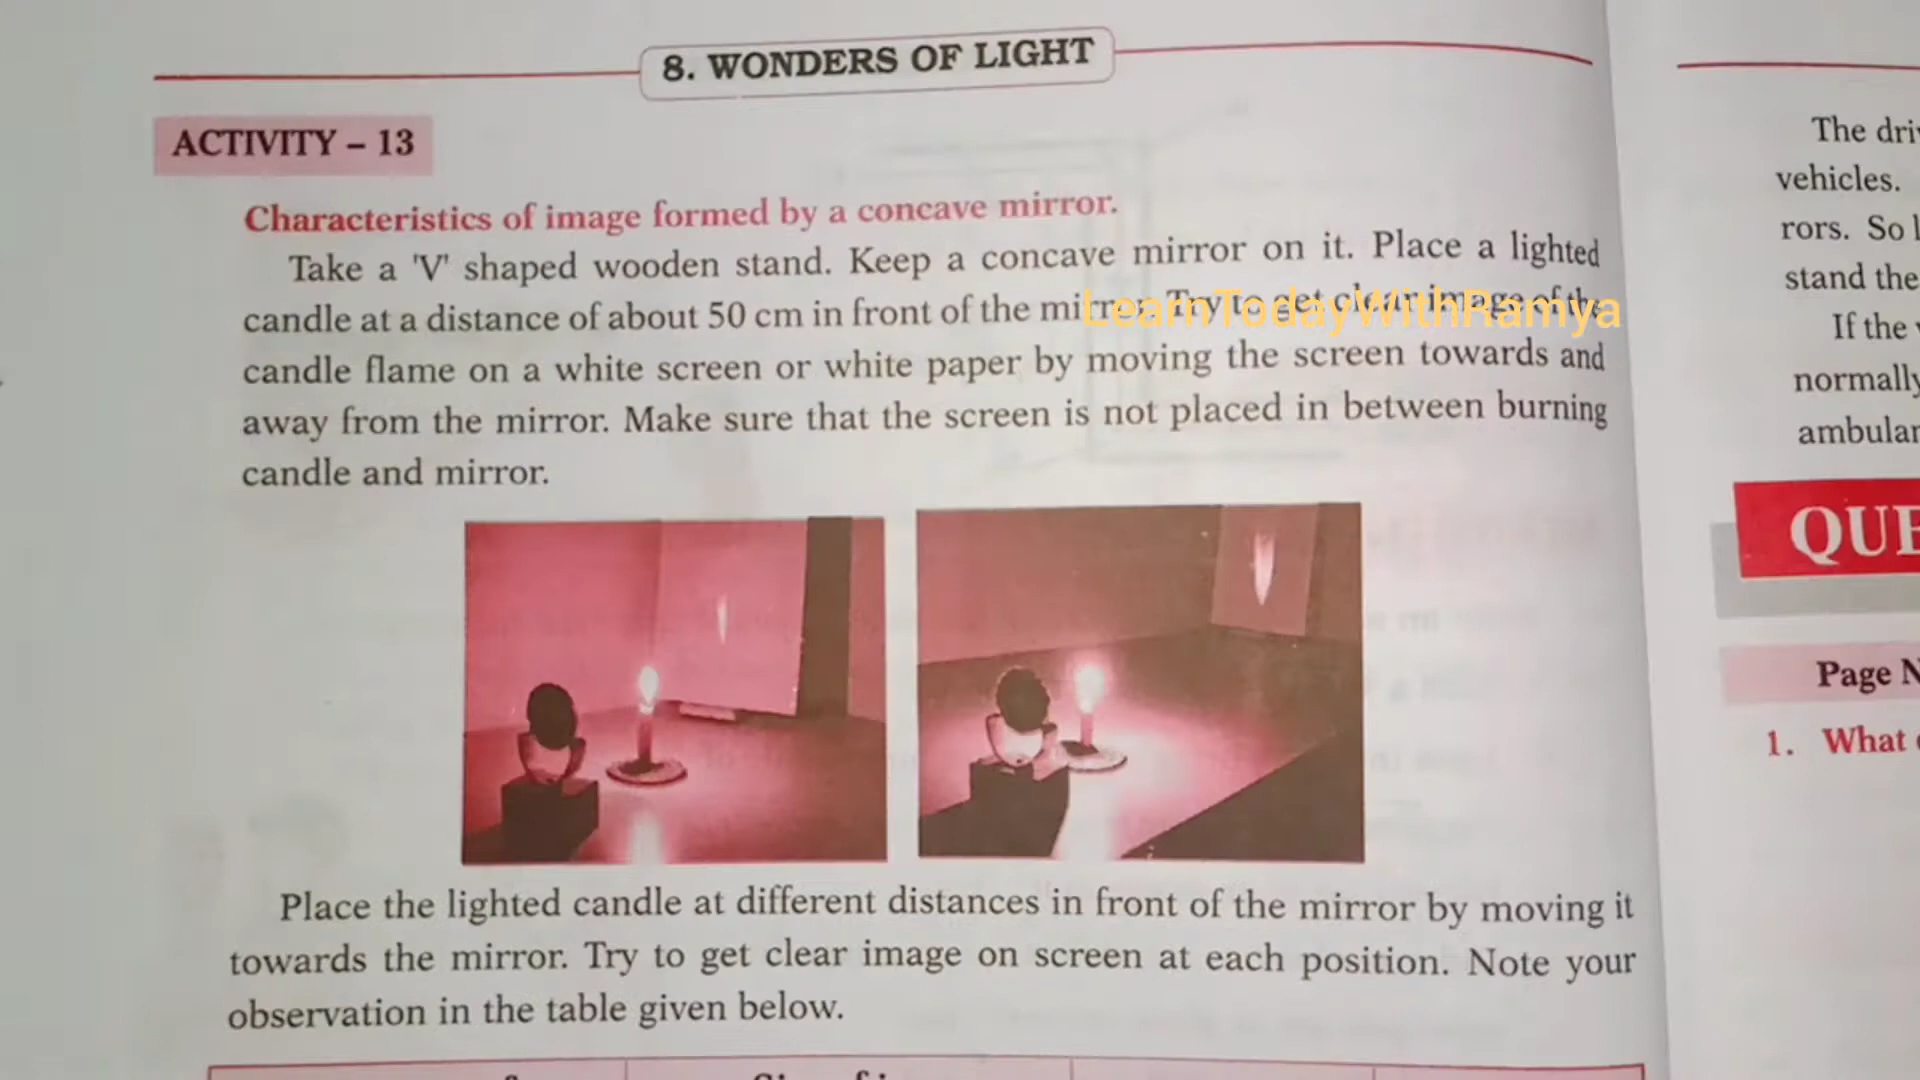 8. WONDERS OF LIGHT
ACTIVITY – 13
Characteristics of image formed by a concave mirror.
Take a 'V' shaped wooden stand. Keep a concave mirror on it. Place a lighted
candle at a distance of about 50 cm in front of the Try to get image of the
LearnTodayWithRamya
candle flame on a white screen or white paper by moving the screen towards and
away from the mirror. Make sure that the screen is not placed in between burning
candle and mirror.
Place the lighted candle at different distances in front of the mirror by moving it
towards the mirror. Try to get clear image on screen at each position. Note your
observation in the table given below.
The
vehicles.
rors. So
stand the
If the
normally
Page
1. What